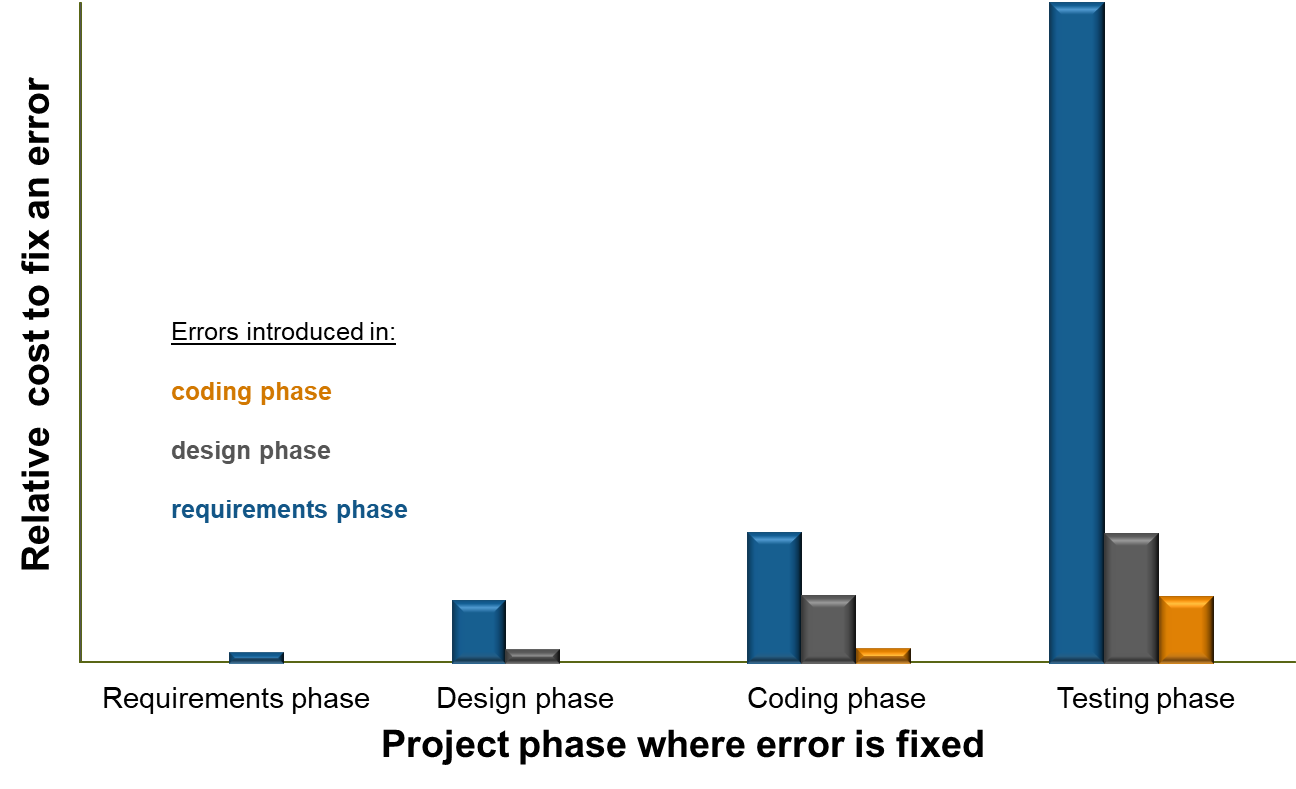 Relative cost to fix an error
Errors introduced in:
coding phase
design phase
requirements phase
Requirements phase
Design phase
Coding phase
Testing phase
Project phase where error is fixed